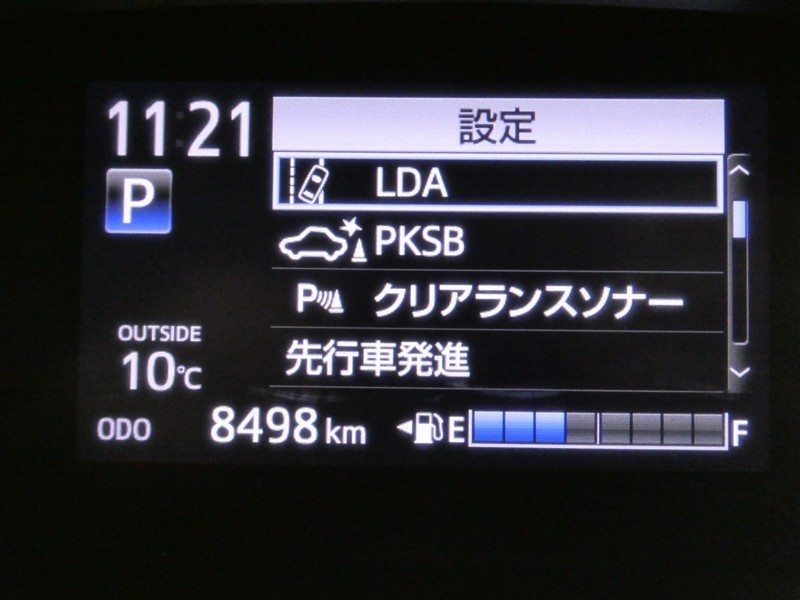 11:21
設定
P
LDA
PKSB
P クリアランスソナー
先行車発進
OUTSIDE
10℃
ODO 8498 km E F